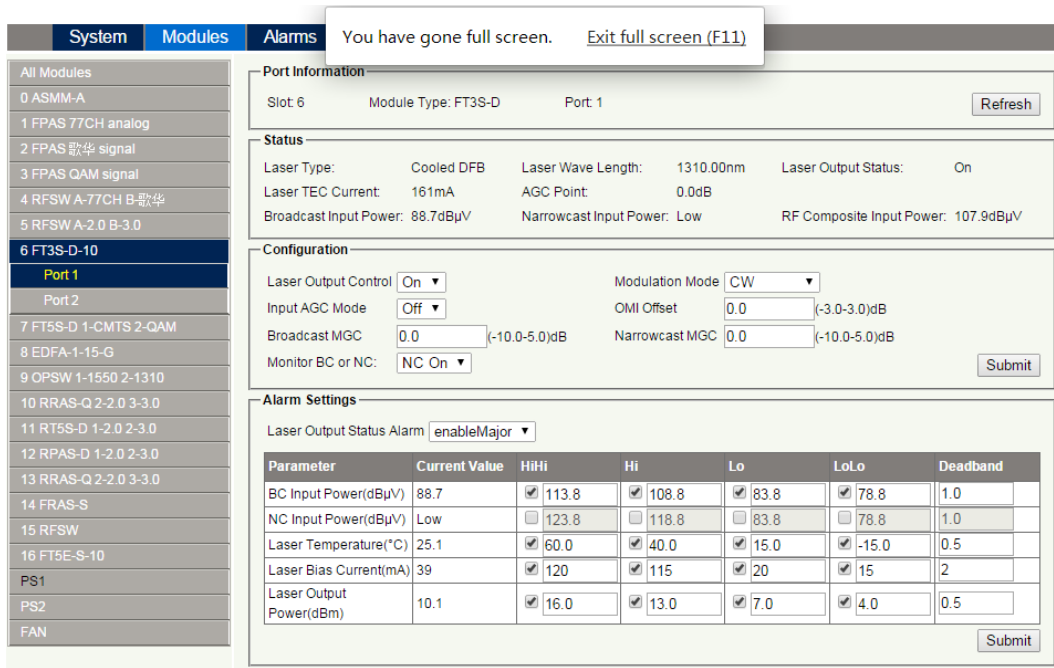 System Modules Alarms
You have gone full screen. Exit full screen (F11)
All Modules
0 ASMM-A
1 FPAS 77CH analog
2 FPAS 歌华 signal
3 FPAS QAM signal
4 RFSW A-77CH B-歌华
5 RFSW A-2.0 B-3.0
6 FT3S-D-10
Port 1
Port 2
7 FT5S-D 1-CMTS 2-QAM
8 EDFA-1-15-G
9 OPSW 1-1550 2-1310
10 RRAS-Q 2-2.0 3-3.0
11 RT5S-D 1-2.0 2-3.0
12 RPAS-D 1-2.0 2-3.0
13 RRAS-Q 2-2.0 3-3.0
14 FRAS-S
15 RFSW
16 FT5E-S-10
PS1
PS2
FAN
Port Information
Slot: 6 Module Type: FT3S-D Port: 1 Refresh
Status
Laser Type: Cooled DFB Laser Wave Length: 1310.00nm Laser Output Status: On
Laser TEC Current: 161mA AGC Point: 0.0dB
Broadcast Input Power: 88.7dBμV Narrowcast Input Power: Low RF Composite Input Power: 107.9dBμV
Configuration
Laser Output Control On Modulation Mode CW
Input AGC Mode Off OMI Offset 0.0 (-3.0-3.0)dB
Broadcast MGC 0.0 (-10.0-5.0)dB Narrowcast MGC 0.0 (-10.0-5.0)dB
Monitor BC or NC: NC On Submit
Alarm Settings
Laser Output Status Alarm enableMajor
Parameter Current Value HiHi Hi Lo LoLo Deadband
BC Input Power(dBμV) 88.7 113.8 108.8 83.8 78.8 1.0
NC Input Power(dBμV) Low 123.8 118.8 83.8 78.8 1.0
Laser Temperature(°C) 25.1 60.0 40.0 15.0 -15.0 0.5
Laser Bias Current(mA) 39 120 115 20 15 2
Laser Output
Power(dBm) 10.1 16.0 13.0 7.0 4.0 0.5
Submit